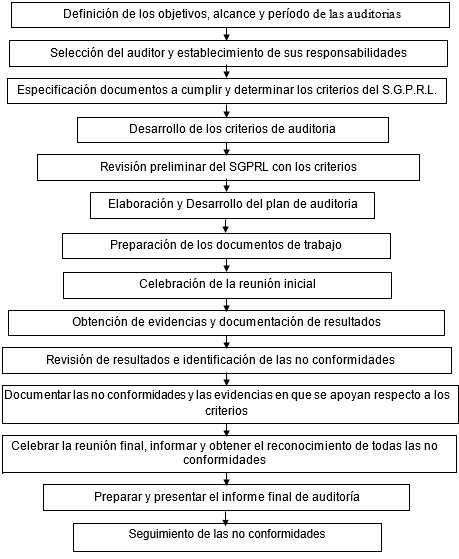 Definición de los objetivos, alcance y período de las auditorias
Selección del auditor y establecimiento de sus responsabilidades
Especificación documentos a cumplir y determinar los criterios del S.G.P.R.L.
Desarrollo de los criterios de auditoria
Revisión preliminar del SGPRL con los criterios
Elaboración y Desarrollo del plan de auditoria
Preparación de los documentos de trabajo
Celebración de la reunión inicial
Obtención de evidencias y documentación de resultados
Revisión de resultados e identificación de las no conformidades
Documentar las no conformidades y las evidencias en que se apoyan respecto a los
criterios
Celebrar la reunión final, informar y obtener el reconocimiento de todas las no
conformidades
Preparar y presentar el informe final de auditoría
Seguimiento de las no conformidades